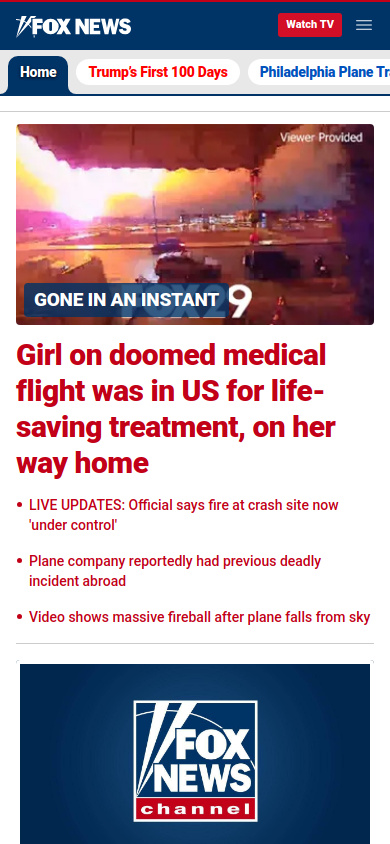 FOX NEWS
Watch TV
Home
Trump's First 100 Days
Philadelphia Plane Tr
Viewer Provided
GONE IN AN INSTANT
FOX29
Girl on doomed medical
flight was in US for life-
saving treatment, on her
way home
• LIVE UPDATES: Official says fire at crash site now
'under control'
• Plane company reportedly had previous deadly
incident abroad
• Video shows massive fireball after plane falls from sky
FOX
NEWS
channel